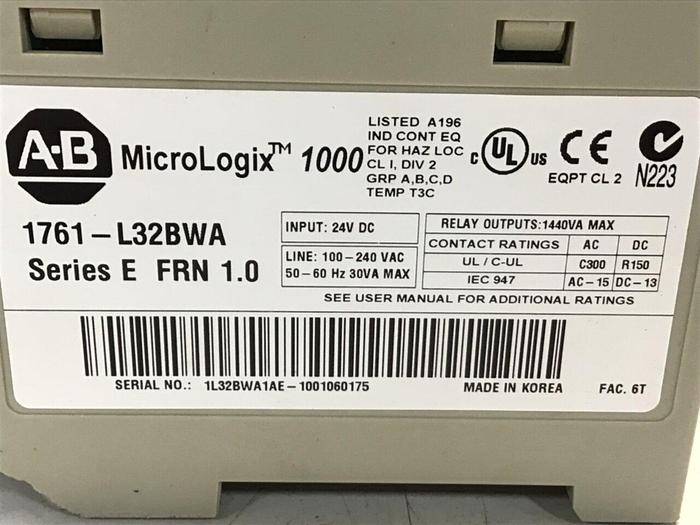 A·B
MicroLogix™ 1000
LISTED A196
IND CONT EQ
FOR HAZ LOC
CL I, DIV 2
GRP A,B,C,D
TEMP T3C
C UL US
CE
EQPT CL 2
N223
1761-L32BWA
Series E FRN 1.0
INPUT: 24V DC
LINE: 100-240 VAC
50-60 Hz 30VA MAX
RELAY OUTPUTS:1440VA MAX
CONTACT RATINGS AC DC
UL / C-UL C300 R150
IEC 947 AC-15 DC-13
SEE USER MANUAL FOR ADDITIONAL RATINGS
SERIAL NO.: 1L32BWA1AE-1001060175 MADE IN KOREA FAC. 6T